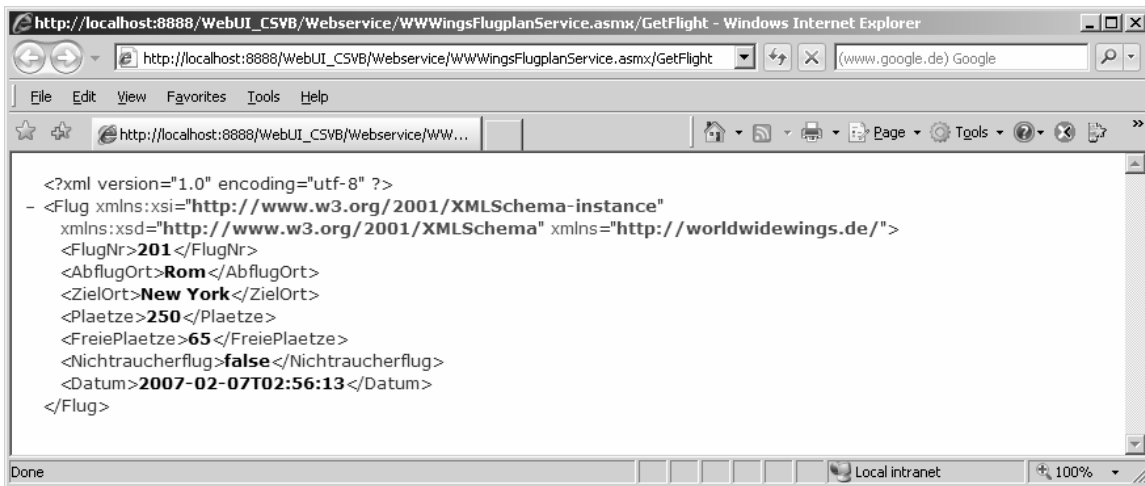 http://localhost:8888/WebUI_CSVB/Webservice/WWWingsFlugplanService.asmx/GetFlight - Windows Internet Explorer
http://localhost:8888/WebUI_CSVB/Webservice/WWWingsFlugplanService.asmx/GetFlight
(www.google.de) Google
File Edit View Favorites Tools Help
http://localhost:8888/WebUI_CSVB/Webservice/WW...
Page Tools
<?xml version="1.0" encoding="utf-8" ?>
- <Flug xmlns:xsi="http://www.w3.org/2001/XMLSchema-instance"
xmlns:xsd="http://www.w3.org/2001/XMLSchema" xmlns="http://worldwidewings.de/">
<FlugNr>201</FlugNr>
<AbflugOrt>Rom</AbflugOrt>
<ZielOrt>New York</ZielOrt>
<Plaetze>250</Plaetze>
<FreiePlaetze>65</FreiePlaetze>
<Nichtraucherflug>false</Nichtraucherflug>
<Datum>2007-02-07T02:56:13</Datum>
</Flug>
Done
Local intranet
100%